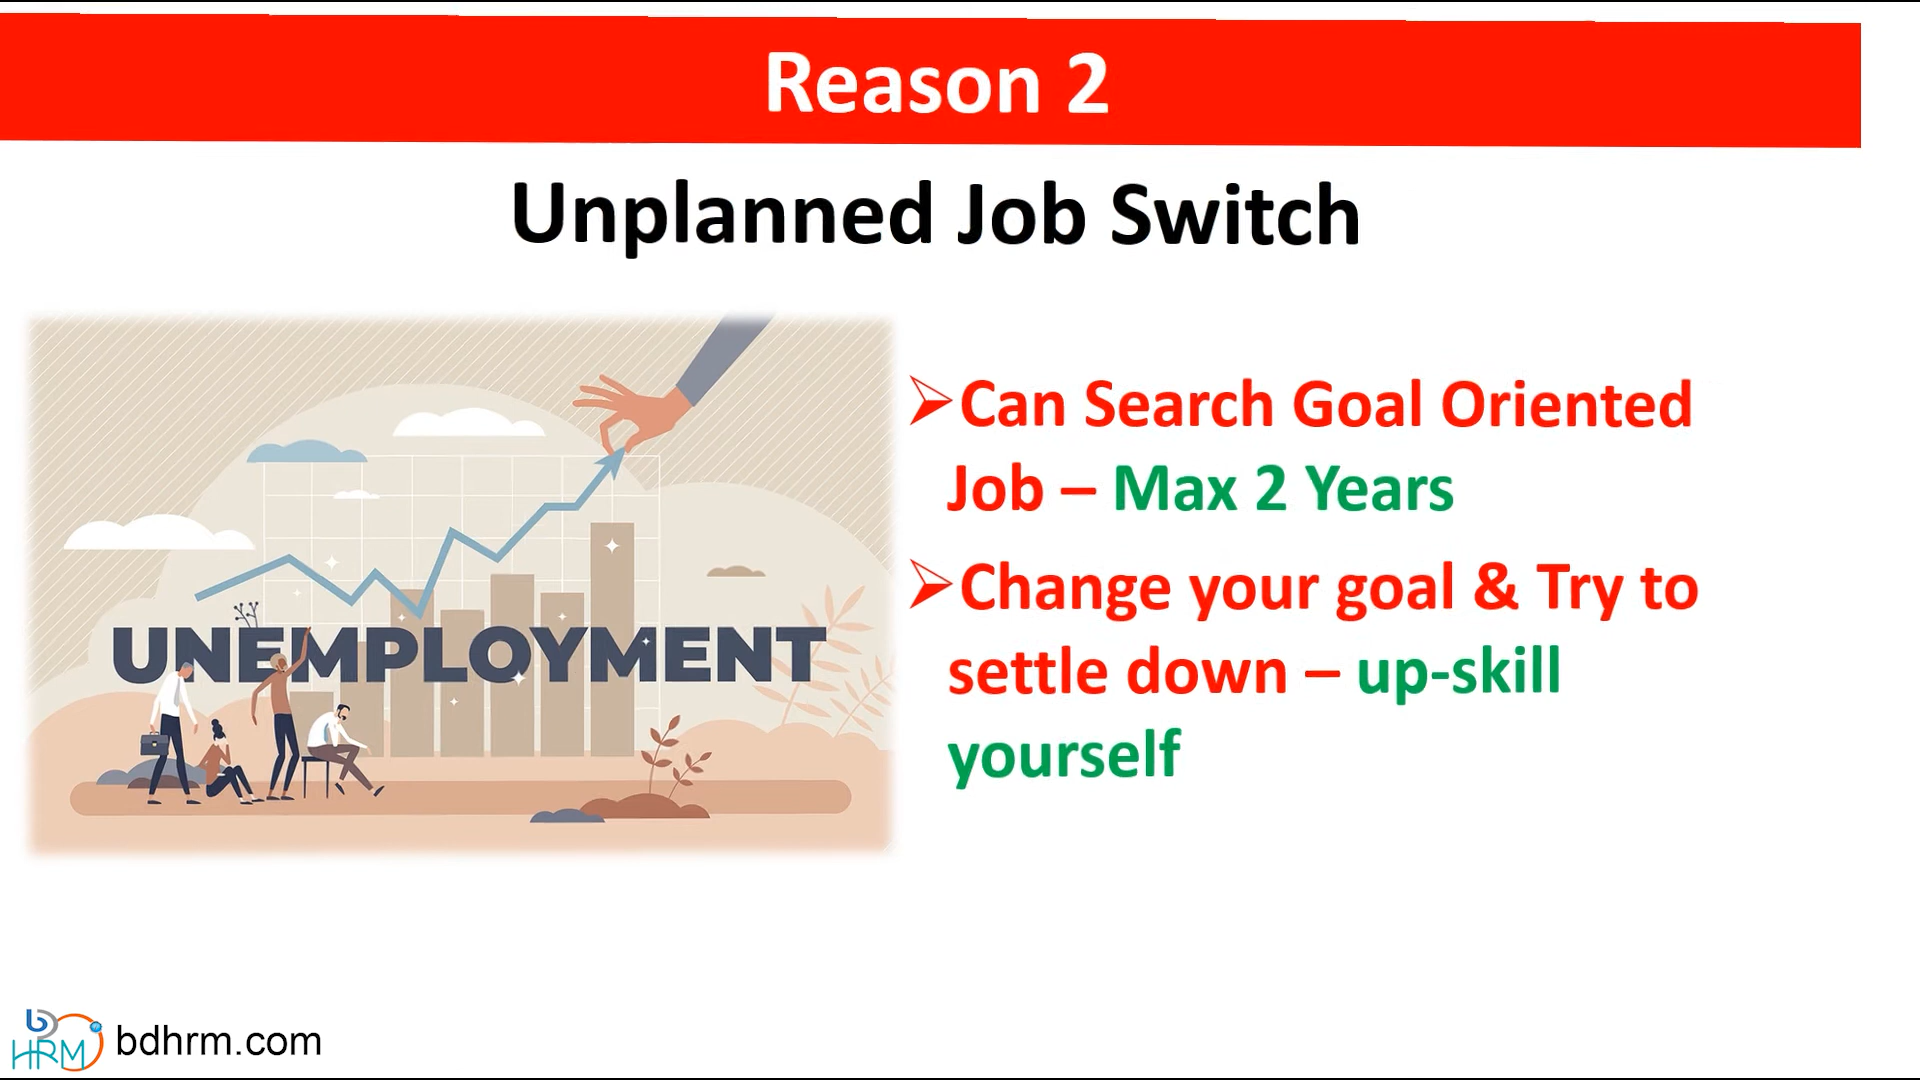 Reason 2
Unplanned Job Switch
UNEMPLOYMENT
➢Can Search Goal Oriented
Job – Max 2 Years
➢Change your goal & Try to
settle down – up-skill
yourself
b
HRM
bdhrm.com